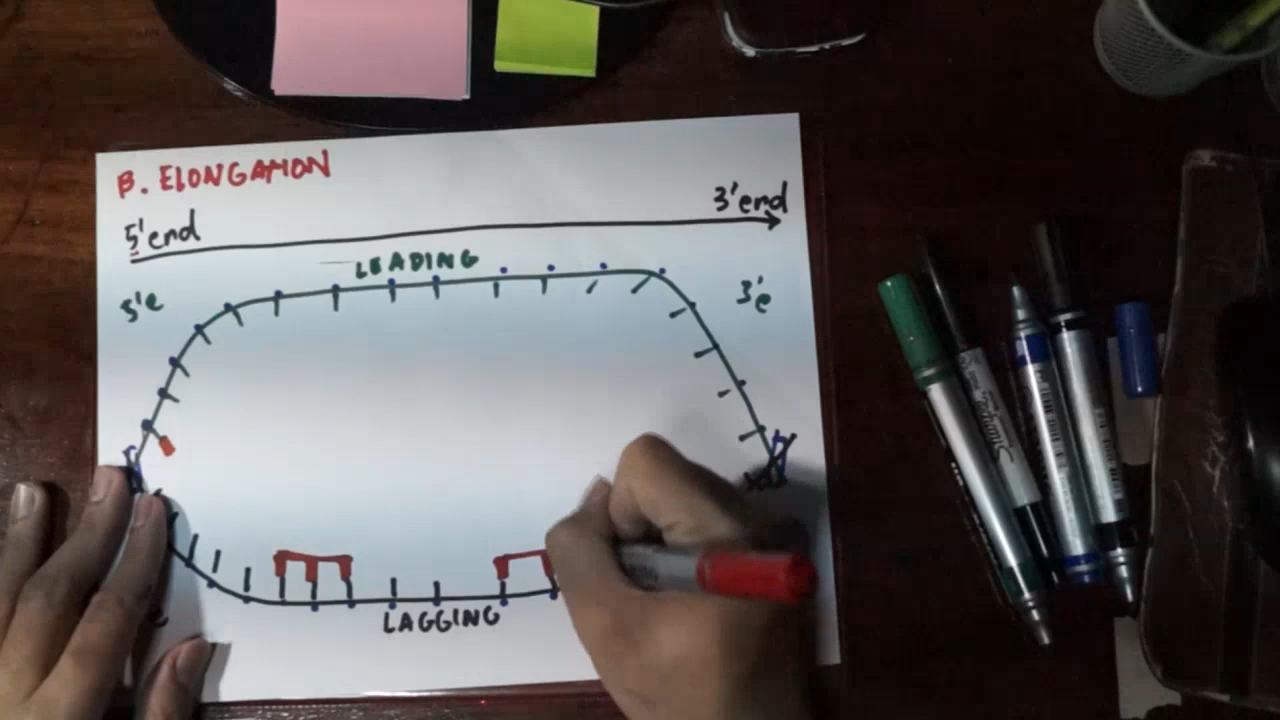 B. ELONGATION
5'end
3'end
LEADING
5'e
3'e
LAGGING